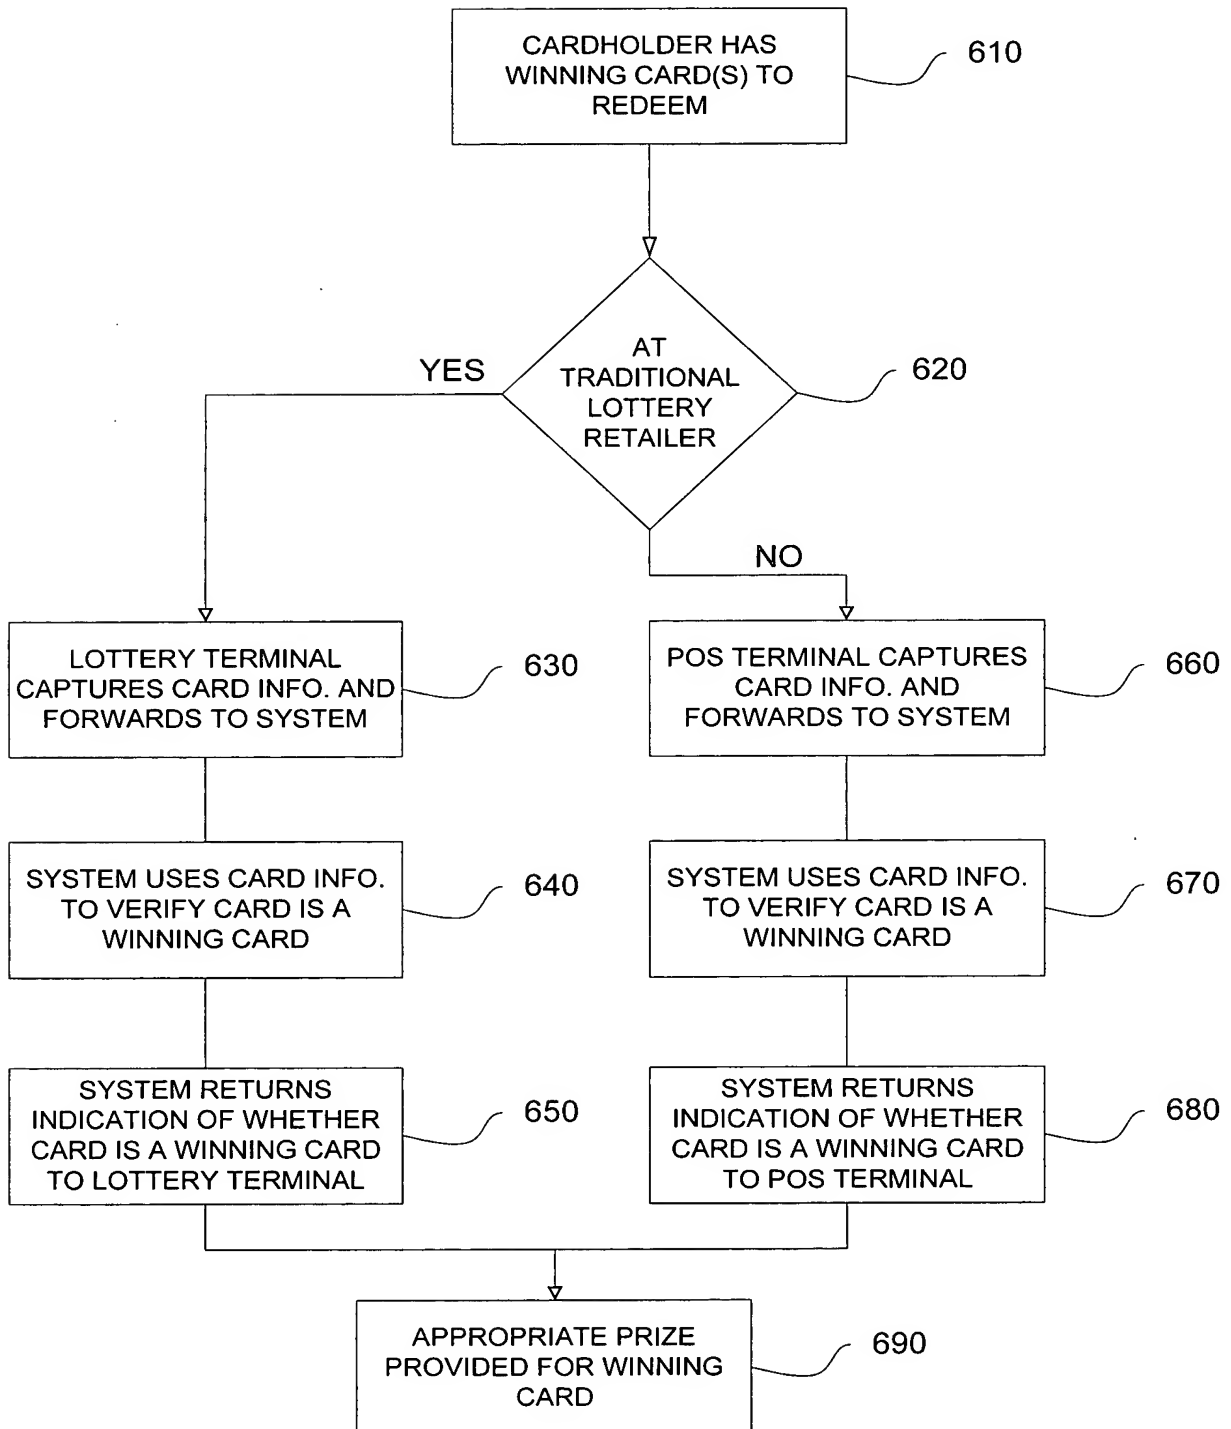 CARDHOLDER HAS
WINNING CARD(S) TO
REDEEM
610
AT
TRADITIONAL
LOTTERY
RETAILER
620
YES
NO
LOTTERY TERMINAL
CAPTURES CARD INFO. AND
FORWARDS TO SYSTEM
630
POS TERMINAL CAPTURES
CARD INFO. AND
FORWARDS TO SYSTEM
660
SYSTEM USES CARD INFO.
TO VERIFY CARD IS A
WINNING CARD
640
SYSTEM USES CARD INFO.
TO VERIFY CARD IS A
WINNING CARD
670
SYSTEM RETURNS
INDICATION OF WHETHER
CARD IS A WINNING CARD
TO LOTTERY TERMINAL
650
SYSTEM RETURNS
INDICATION OF WHETHER
CARD IS A WINNING CARD
TO POS TERMINAL
680
APPROPRIATE PRIZE
PROVIDED FOR WINNING
CARD
690